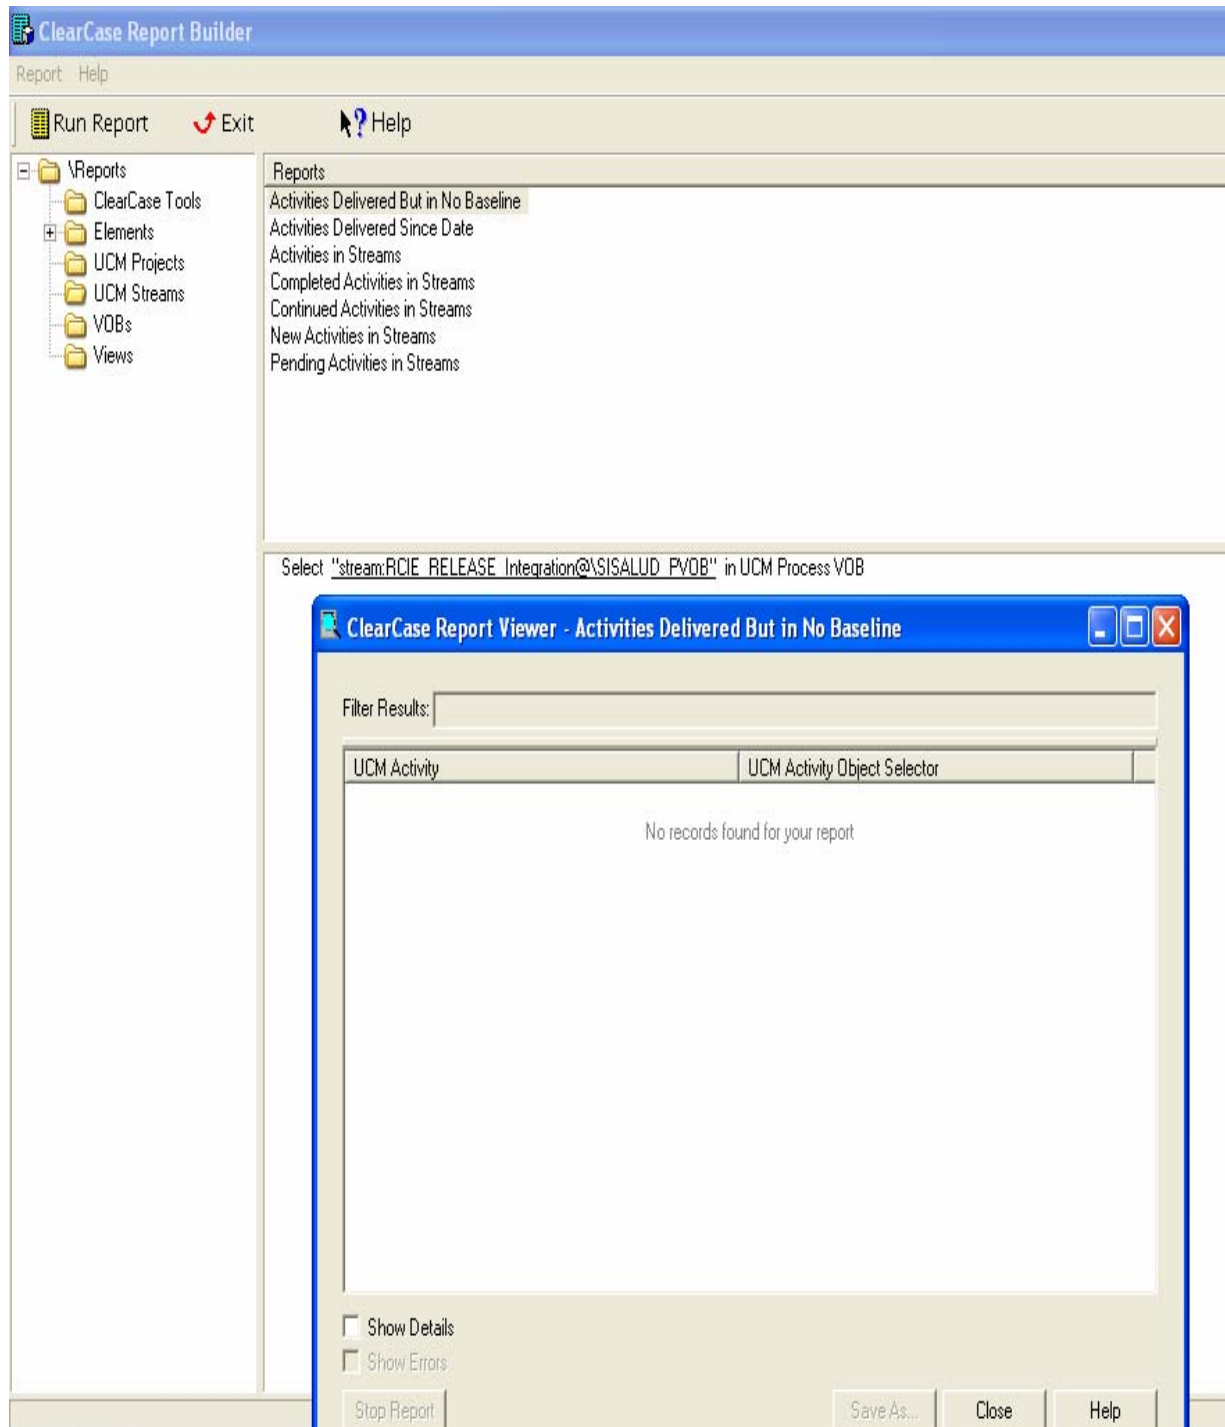 ClearCase Report Builder
Report Help
Run Report Exit Help
\Reports
ClearCase Tools
Elements
UCM Projects
UCM Streams
VOBs
Views
Reports
Activities Delivered But in No Baseline
Activities Delivered Since Date
Activities in Streams
Completed Activities in Streams
Continued Activities in Streams
New Activities in Streams
Pending Activities in Streams
Select "stream:RCIE_RELEASE_Integration@\SISALUD_PVOB" in UCM Process VOB
ClearCase Report Viewer - Activities Delivered But in No Baseline
Filter Results:
UCM Activity UCM Activity Object Selector
No records found for your report
Show Details
Show Errors
Stop Report Save As... Close Help